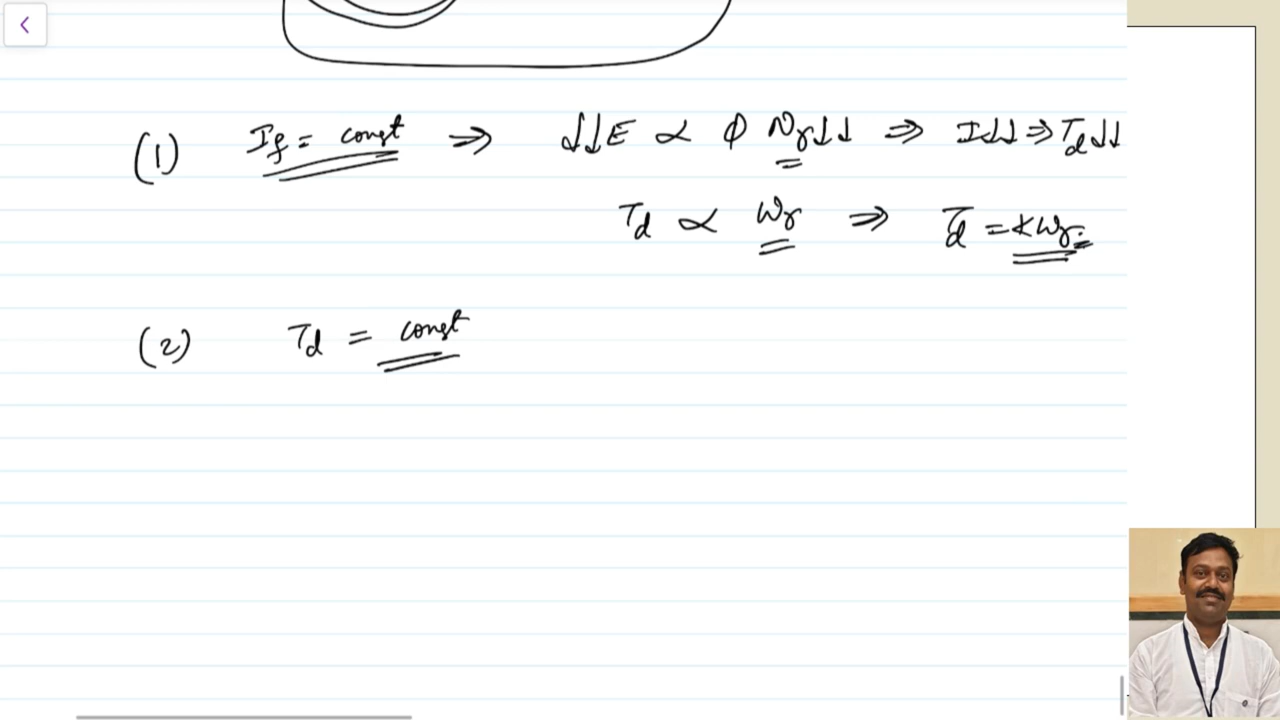 (1) If = const ⇒ ↓↓E ∝ ϕ Nr↓↓ ⇒ I↓↓ ⇒ Td↓↓
Td ∝ ωr ⇒ Td = kωr.
(2) Td = const